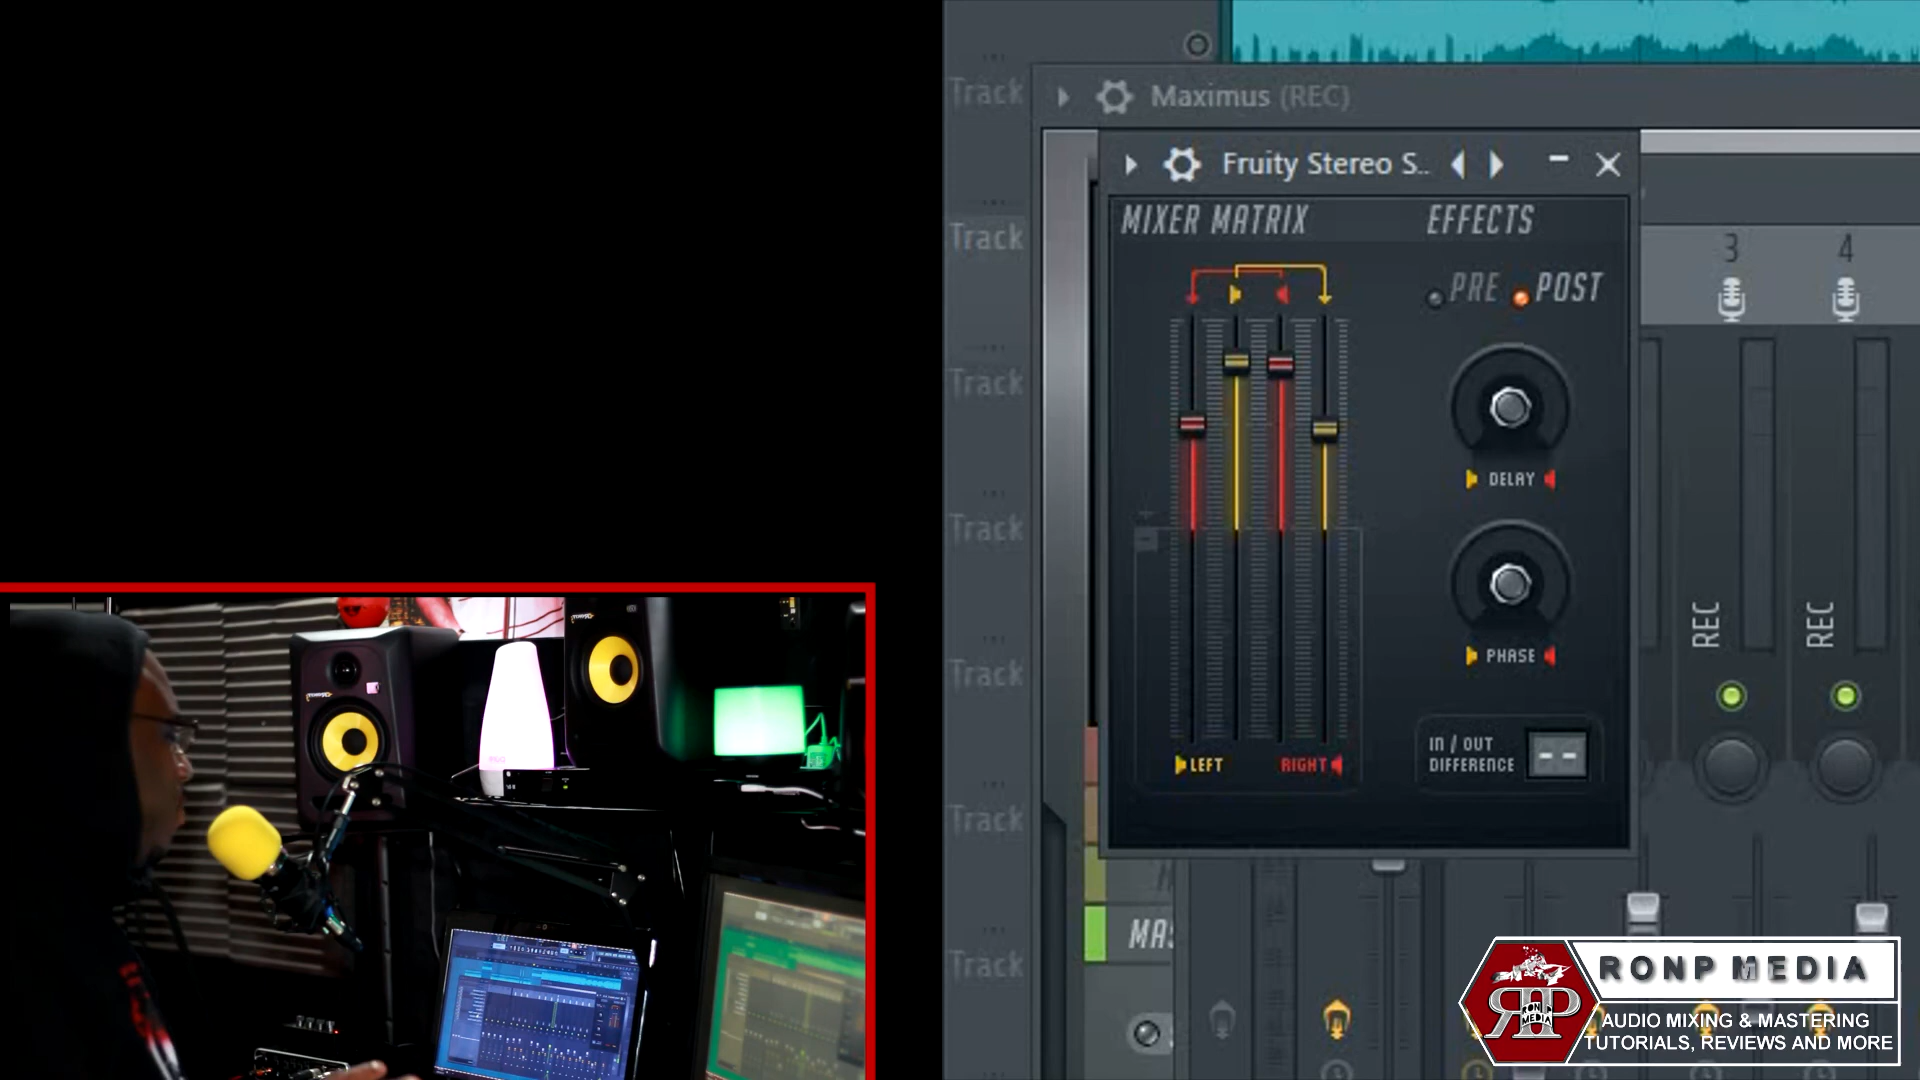 Track
Maximus (REC)
Fruity Stereo S..
MIXER MATRIX
EFFECTS
PRE
POST
3
4
Track
Track
Track
DELAY
PHASE
REC
REC
Track
IN / OUT
DIFFERENCE
LEFT
RIGHT
Track
MAS
Track
RONP MEDIA
AUDIO MIXING & MASTERING
TUTORIALS, REVIEWS AND MORE